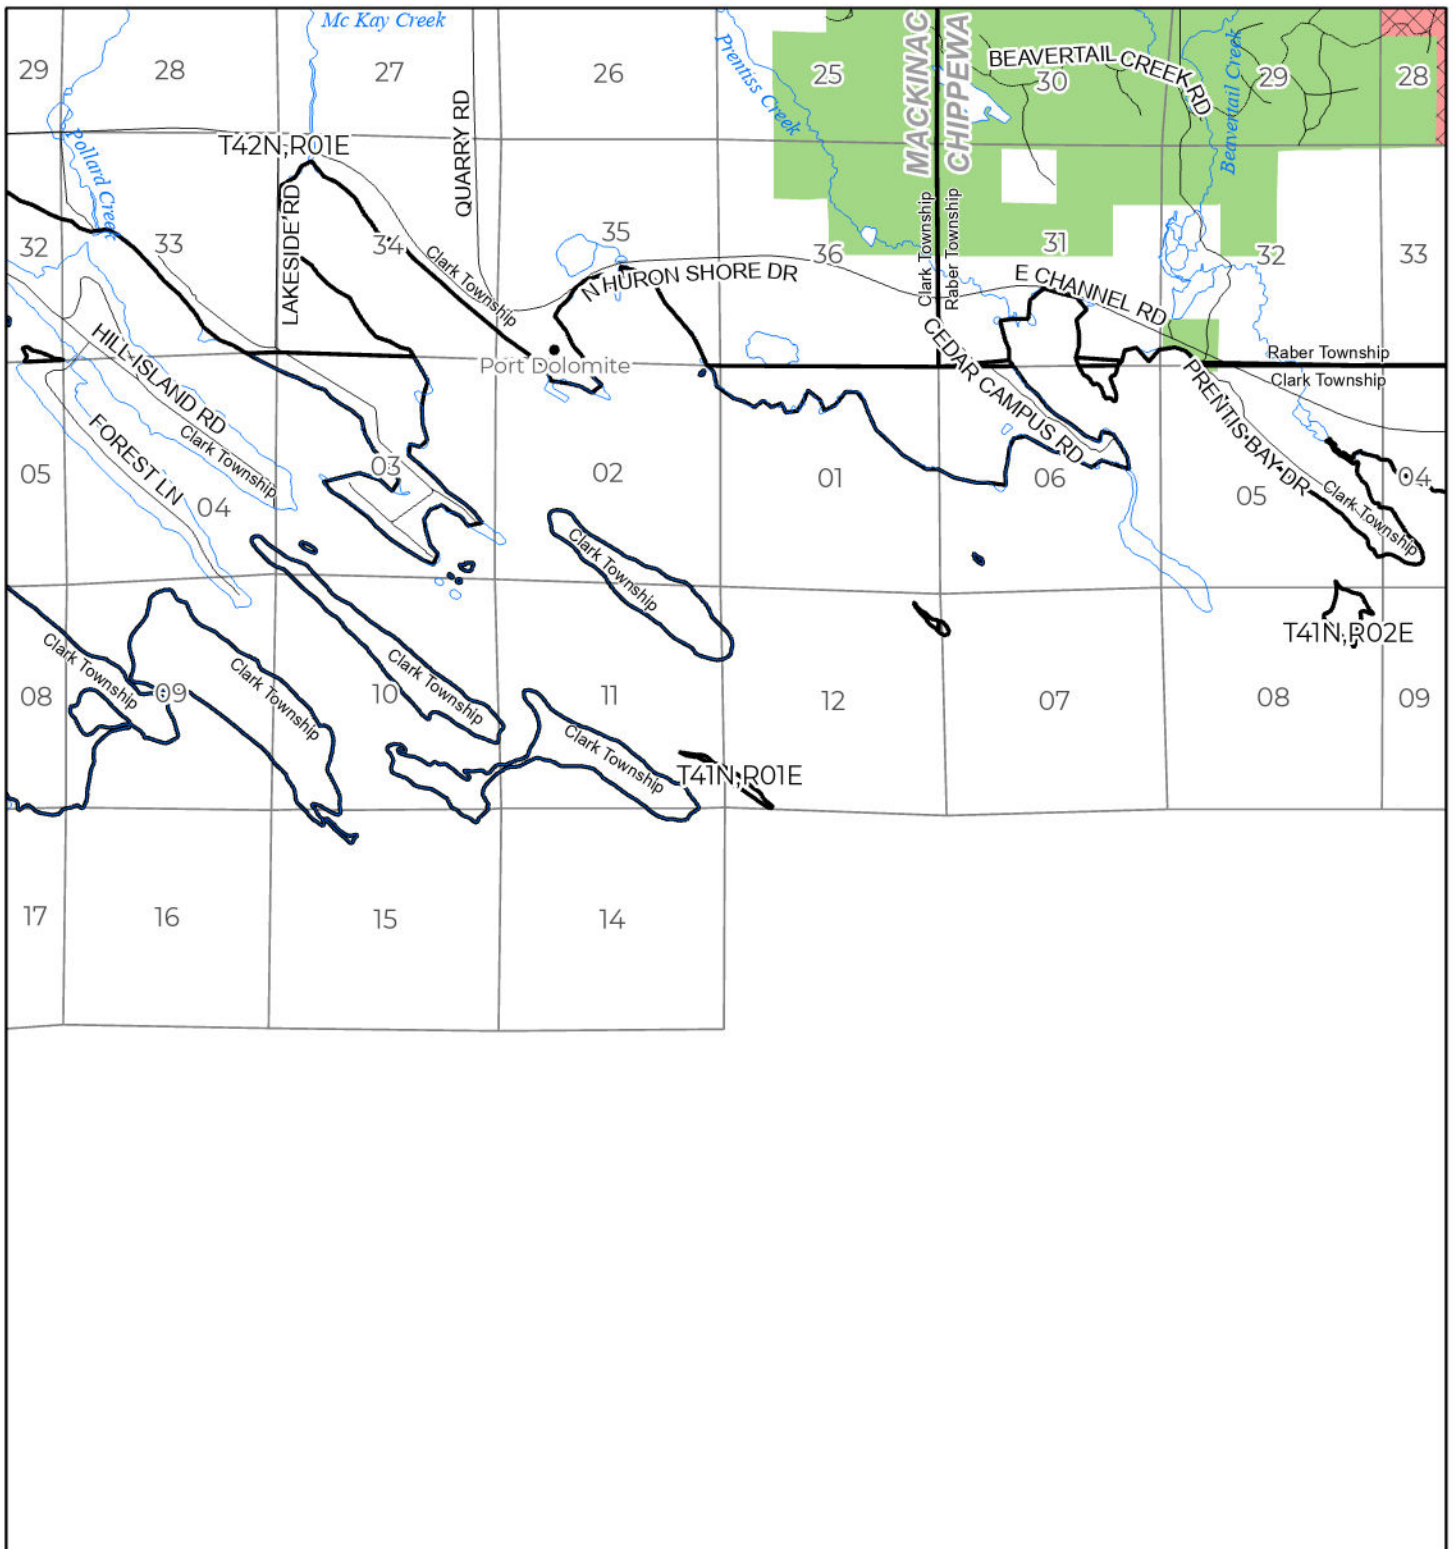 Mc Kay Creek
29
28
27
26
Prentiss Creek
25
MACKINAC
CHIPPEWA
BEAVERTAIL CREEK RD
30
Beavertail Creek
29
28
Pollard Creek
T42N,R01E
QUARRY RD
LAKESIDE RD
Beavertail Creek
32
33
34
Clark Township
35
N HURON SHORE DR
36
Clark Township
Raber Township
31
E CHANNEL RD
32
33
HILL ISLAND RD
Port Dolomite
CEDAR CAMPUS RD
Raber Township
Clark Township
PRENTIS BAY DR
FOREST LN
Clark Township
05
04
03
02
01
06
05
04
Clark Township
Clark Township
T41N,R02E
Clark Township
08
09
Clark Township
10
Clark Township
11
Clark Township
12
07
08
09
T41N,R01E
17
16
15
14